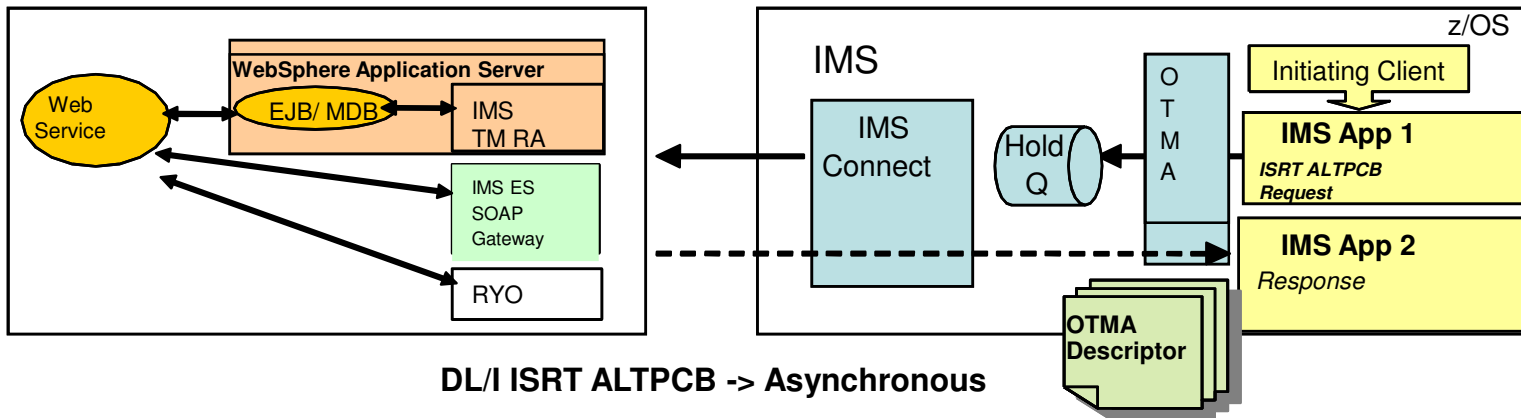 WebSphere Application Server
Web
Service
EJB/ MDB
IMS
TM RA
IMS ES
SOAP
Gateway
RYO
z/OS
IMS
IMS
Connect
Hold
Q
O
T
M
A
Initiating Client
IMS App 1
ISRT ALTPCB
Request
IMS App 2
Response
OTMA
Descriptor
DL/I ISRT ALTPCB -> Asynchronous